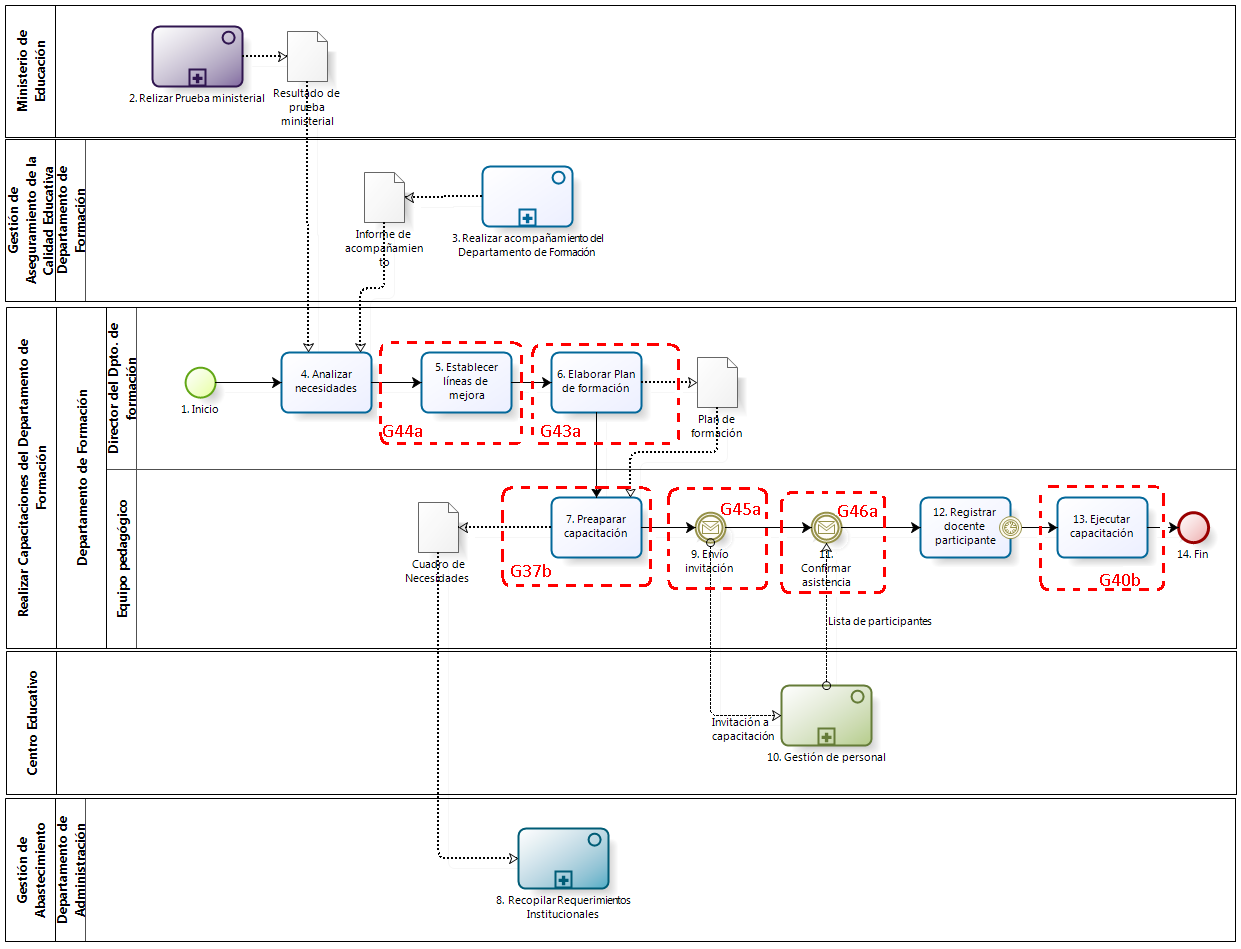 Ministerio de
Educación
2. Relizar Prueba ministerial
Resultado de
prueba
ministerial
Gestión de
Aseguramiento de la
Calidad Educativa
Departamento de
Formación
Informe de
acompañamien
to
3. Realizar acompañamiento del
Departamento de Formación
Realizar Capacitaciones del Departamento de
Formación
Departamento de Formación
Director del Dpto. de
formación
1. Inicio
4. Analizar
necesidades
5. Establecer
líneas de
mejora
G44a
6. Elaborar Plan
de formación
G43a
Plan de
formación
Equipo pedagógico
Cuadro de
Necesidades
7. Preaparar
capacitación
G37b
G45a
9. Envío
invitación
G46a
11.
Confirmar
asistencia
12. Registrar
docente
participante
13. Ejecutar
capacitación
G40b
14. Fin
Lista de participantes
Centro Educativo
Invitación a
capacitación
10. Gestión de personal
Gestión de
Abastecimiento
Departamento de
Administración
8. Recopilar Requerimientos
Institucionales